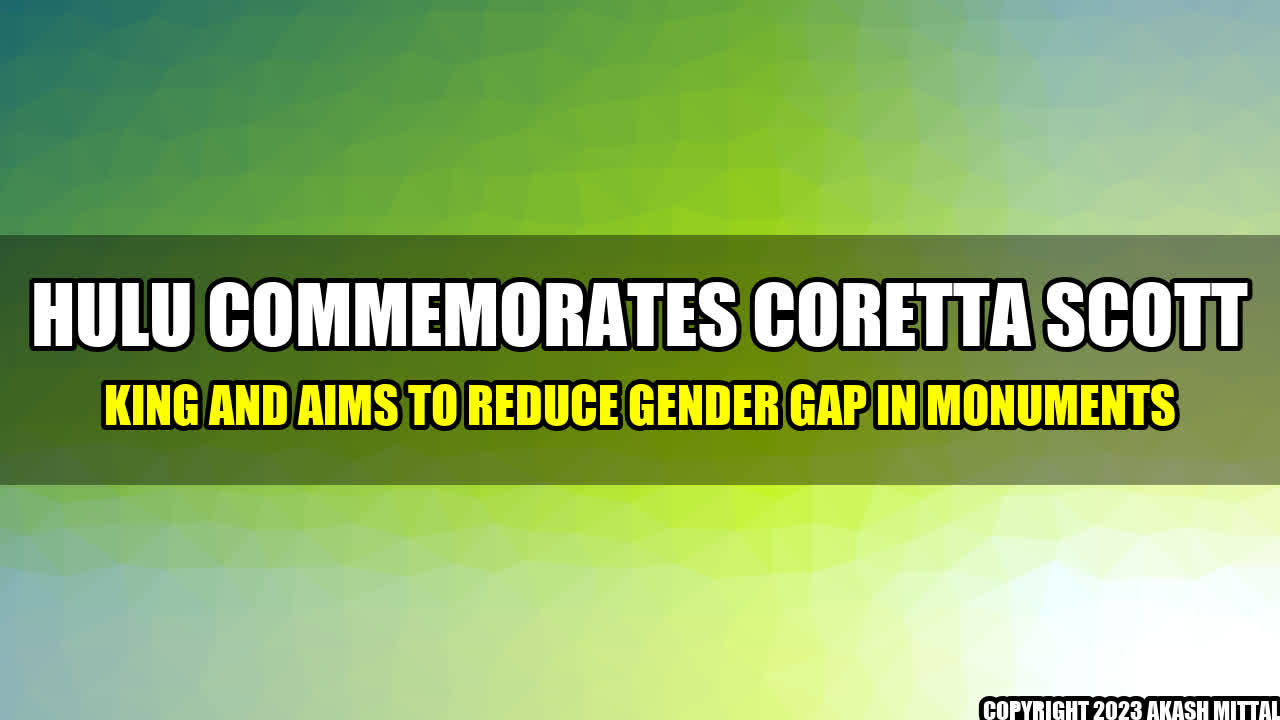 HULU COMMEMORATES CORETTA SCOTT
KING AND AIMS TO REDUCE GENDER GAP IN MONUMENTS
COPYRIGHT 2023 AKASH MITTAL